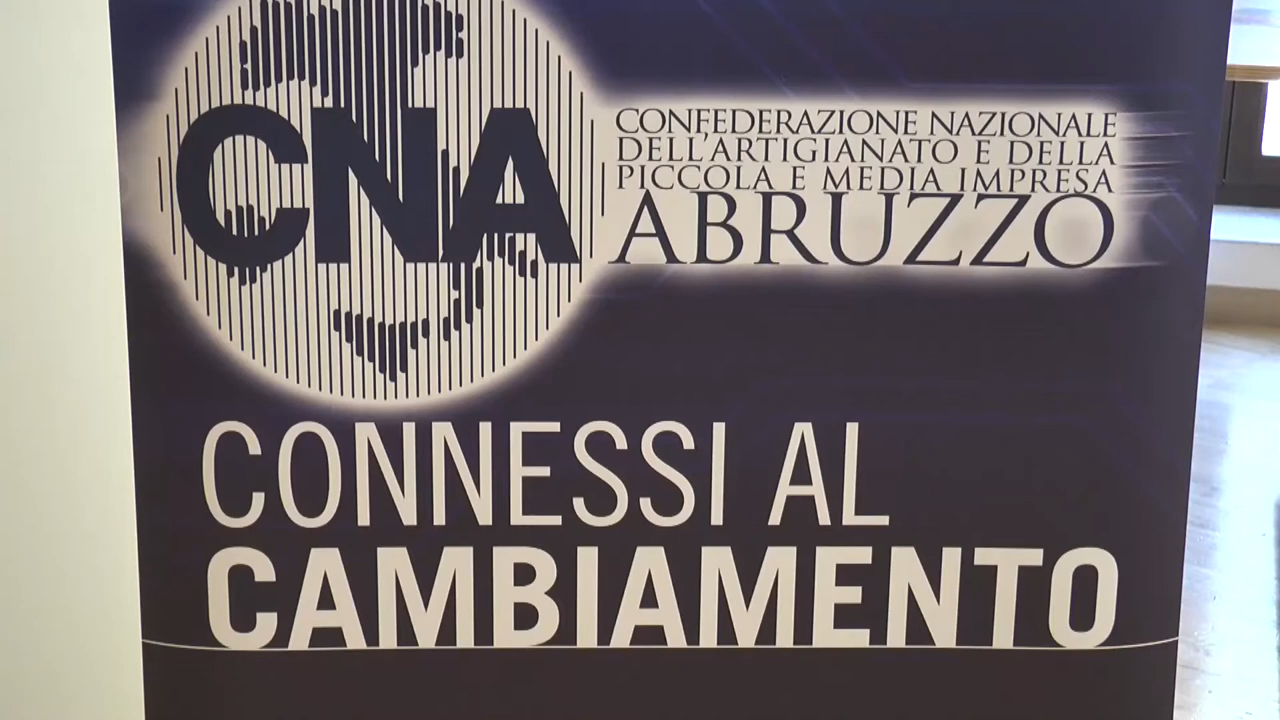 CNA
CONFEDERAZIONE NAZIONALE
DELL'ARTIGIANATO E DELLA
PICCOLA E MEDIA IMPRESA
ABRUZZO
CONNESSI AL
CAMBIAMENTO